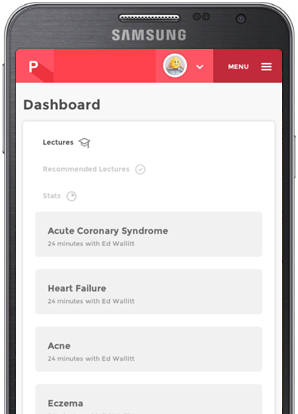 SAMSUNG
P
MENU
Dashboard
Lectures
Recommended Lectures
Stats
Acute Coronary Syndrome
24 minutes with Ed Wallitt
Heart Failure
24 minutes with Ed Wallitt
Acne
24 minutes with Ed Wallitt
Eczema